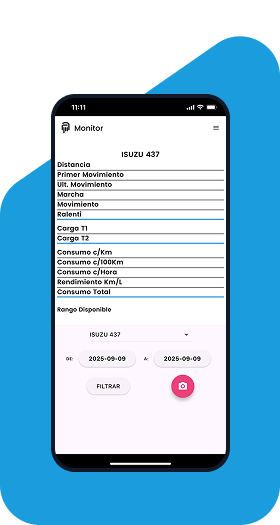 11:11
Monitor
ISUZU 437
Distancia
Primer Movimiento
Ult. Movimiento
Marcha
Movimiento
Ralenti
Carga T1
Carga T2
Consumo c/Km
Consumo c/100Km
Consumo c/Hora
Rendimiento Km/L
Consumo Total
Rango Disponible
ISUZU 437
DE: 2025-09-09 A: 2025-09-09
FILTRAR